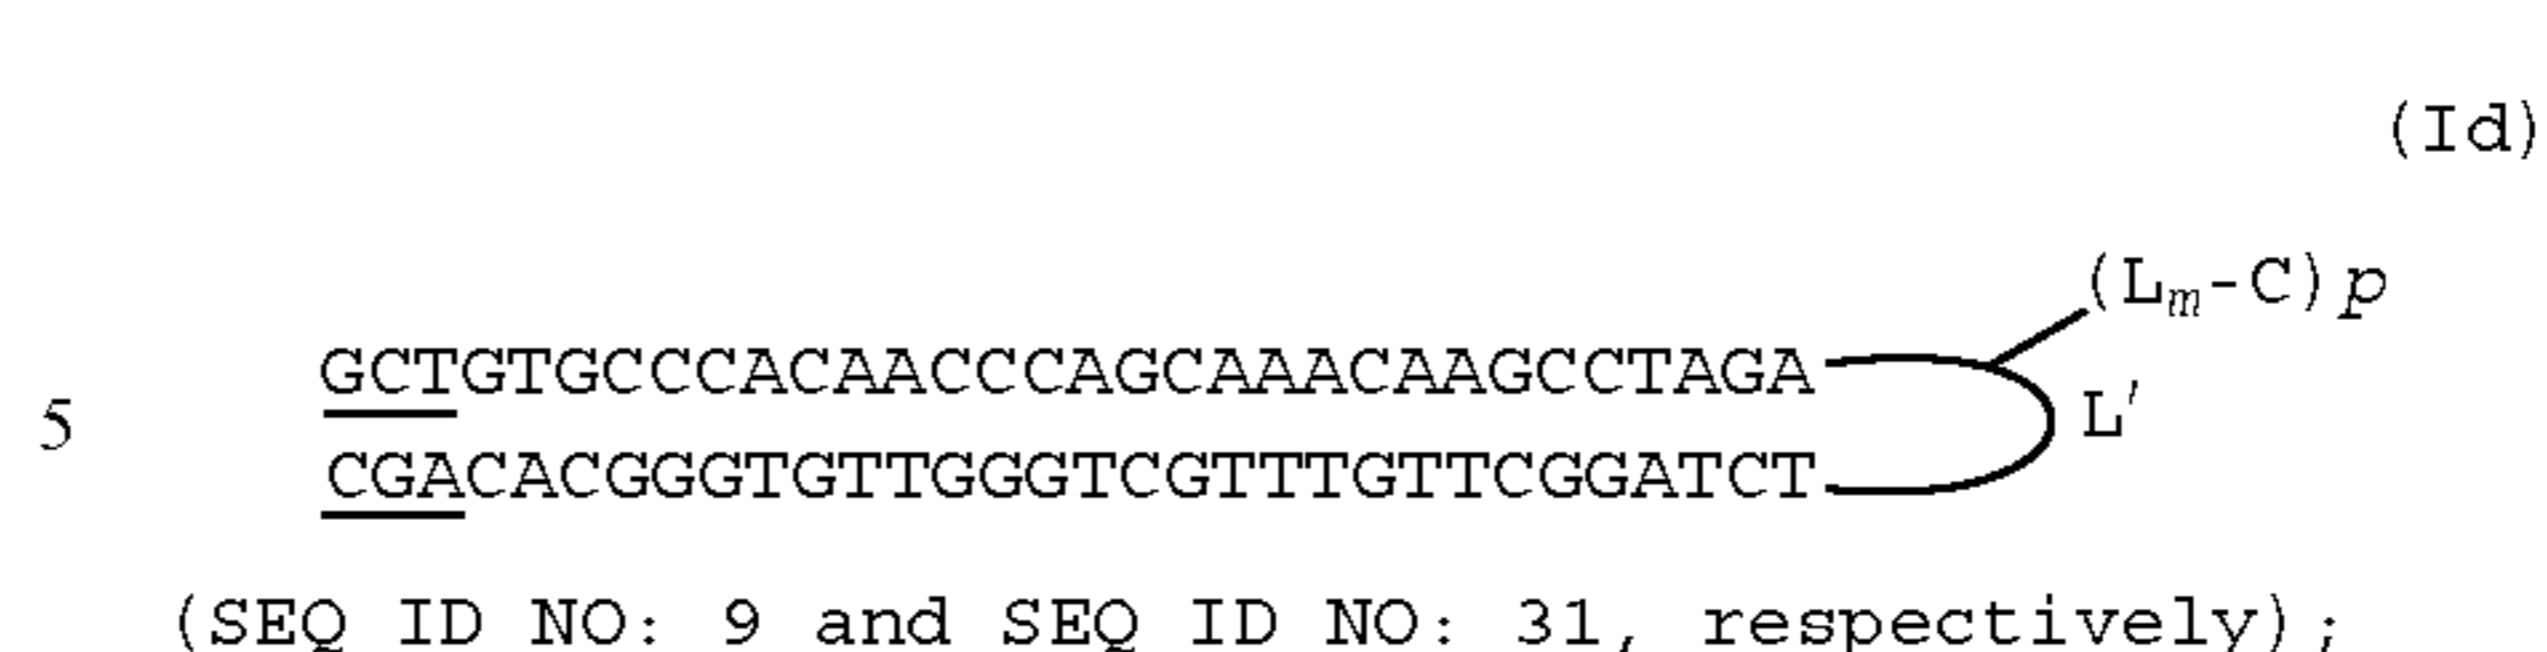 (Id)
(Lm-C)p
GCTGTGCCCACAACCCAGCAAACAAGCCTAGA
L'
5
CGACACGGGTGTTGGGTCGTTTGTTCGGATCT
(SEQ ID NO: 9 and SEQ ID NO: 31, respectively);